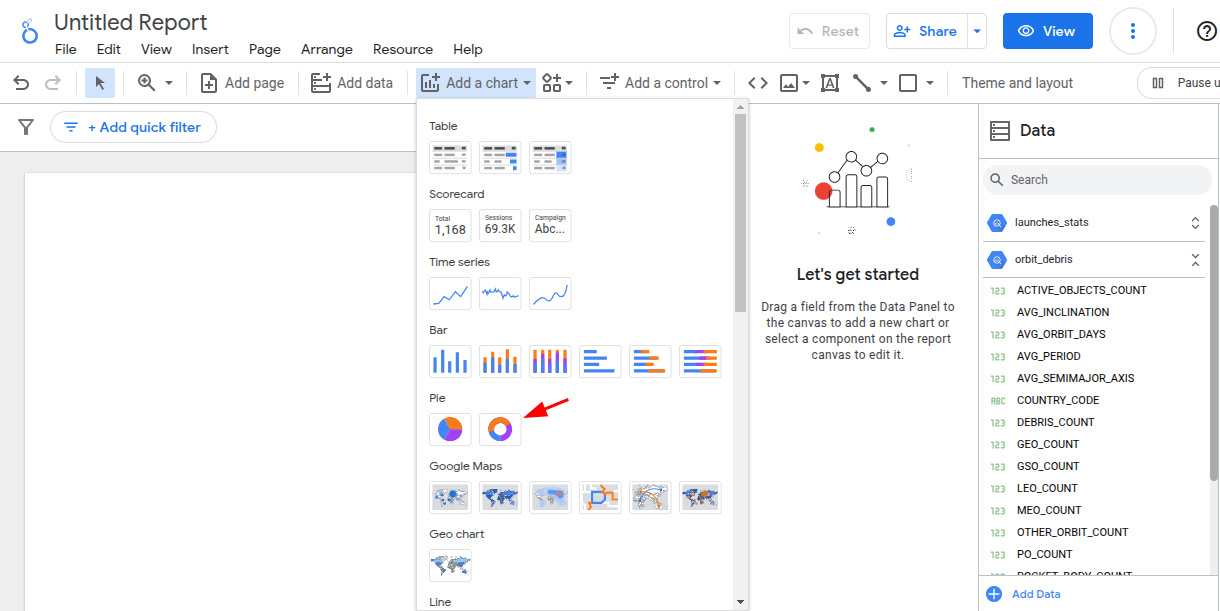 Untitled Report
File Edit View Insert Page Arrange Resource Help
Reset
Share
View
Add page
Add data
Add a chart
Add a control
Theme and layout
Pause u
+ Add quick filter
Table
Scorecard
Total
1,168
Sessions
69.3K
Campaign
Abc...
Time series
Bar
Pie
Google Maps
Geo chart
Line
Let's get started
Drag a field from the Data Panel to
the canvas to add a new chart or
select a component on the report
canvas to edit it.
Data
Search
launches_stats
orbit_debris
123 ACTIVE_OBJECTS_COUNT
123 AVG_INCLINATION
123 AVG_ORBIT_DAYS
123 AVG_PERIOD
123 AVG_SEMIMAJOR_AXIS
ABC COUNTRY_CODE
123 DEBRIS_COUNT
123 GEO_COUNT
123 GSO_COUNT
123 LEO_COUNT
123 MEO_COUNT
123 OTHER_ORBIT_COUNT
123 PO_COUNT
123 ROCKET_BODY_COUNT
Add Data